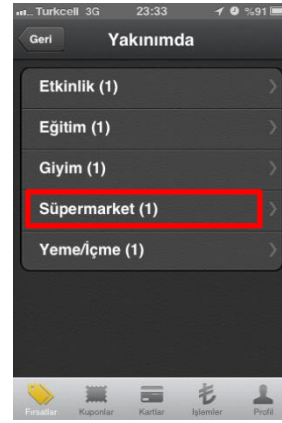 Turkcell 3G 23:33 %91
Geri Yakınımda
Etkinlik (1)
Eğitim (1)
Giyim (1)
Süpermarket (1)
Yeme/İçme (1)
Fırsatlar Kuponlar Kartlar İşlemler Profil